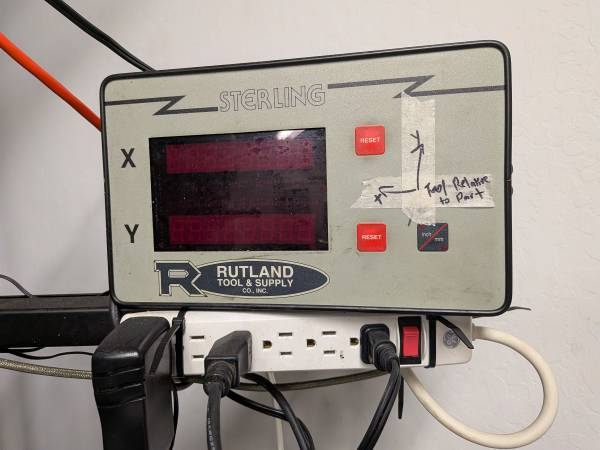 STERLING
X
RESET
Y
X
Tool Relative
to Part
Y
RESET
inch
mm
R
RUTLAND
TOOL & SUPPLY
CO., INC.